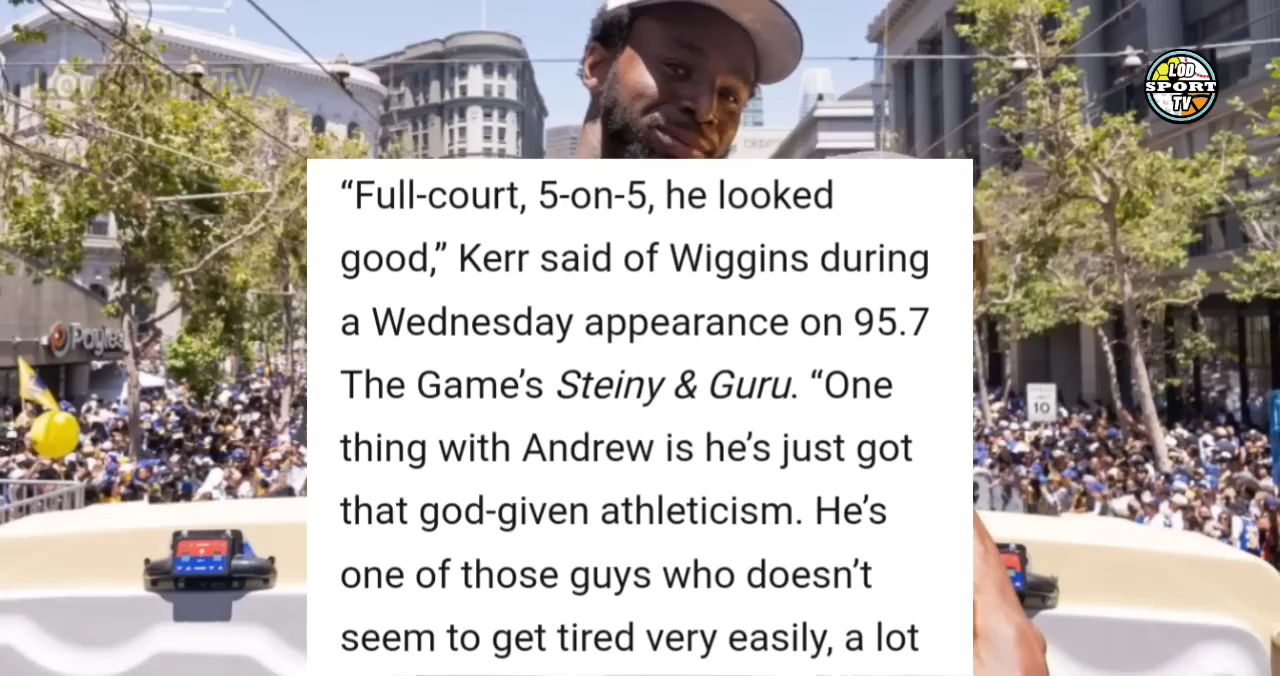 LOD
SPORT
TV
“Full-court, 5-on-5, he looked
good,” Kerr said of Wiggins during
a Wednesday appearance on 95.7
The Game’s Steiny & Guru. “One
thing with Andrew is he’s just got
that god-given athleticism. He’s
one of those guys who doesn’t
seem to get tired very easily, a lot
10